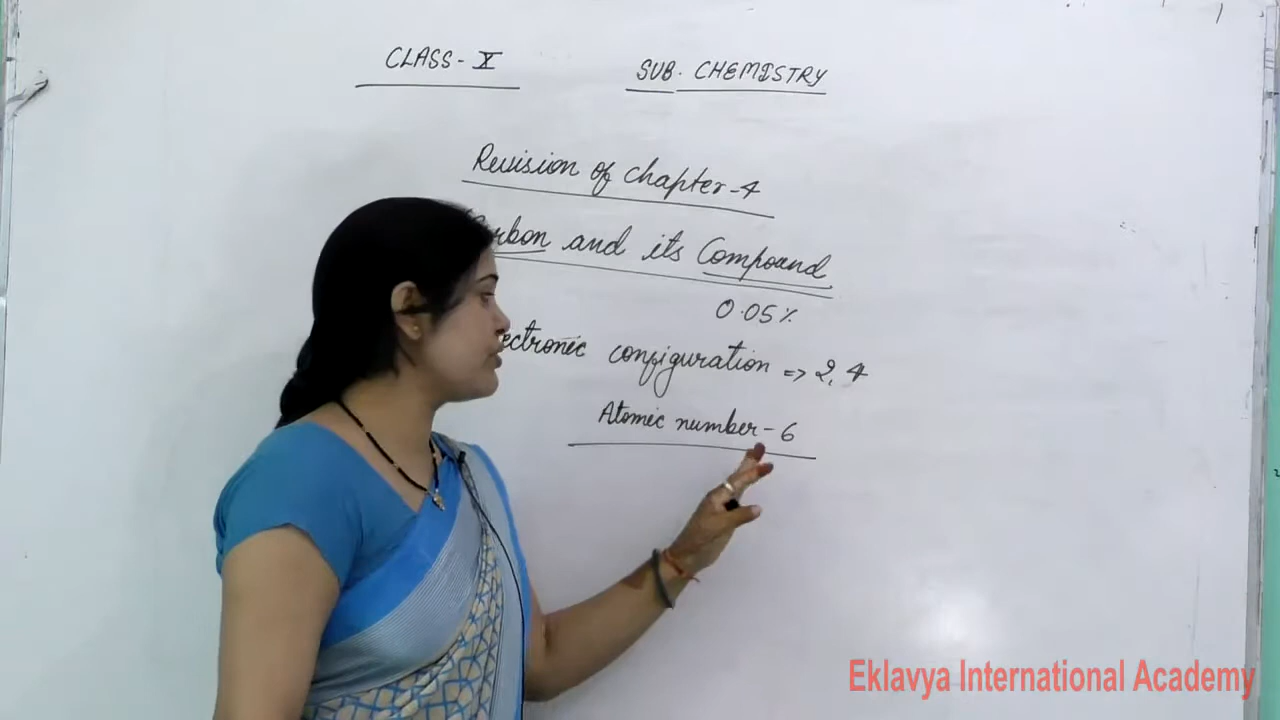 CLASS - X
SUB. CHEMISTRY
Revision of chapter-4
and its Compound
0.05%
configuration => 2, 4
Atomic number - 6
Eklavya International Academy